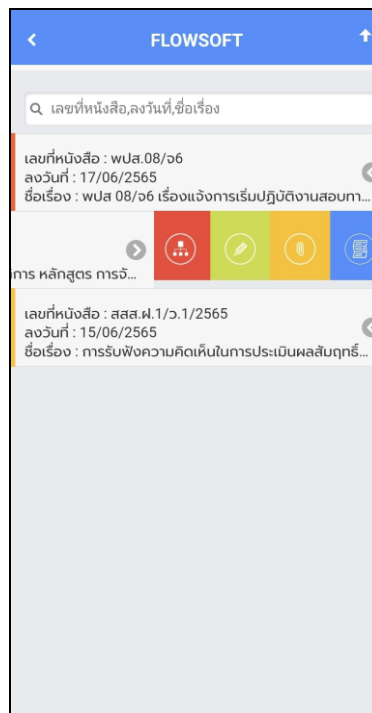 FLOWSOFT
เลขที่หนังสือ,ลงวันที่,ชื่อเรื่อง
เลขที่หนังสือ : พปส.08/ว6
ลงวันที่ : 17/06/2565
ชื่อเรื่อง : พปส 08/ว6 เรื่องแจ้งการเริ่มปฏิบัติงานสอบทา...
การ หลักสูตร การจั...
เลขที่หนังสือ : สสส.ฝ.1/ว.1/2565
ลงวันที่ : 15/06/2565
ชื่อเรื่อง : การรับฟังความคิดเห็นในการประเมินผลสัมฤทธิ์...